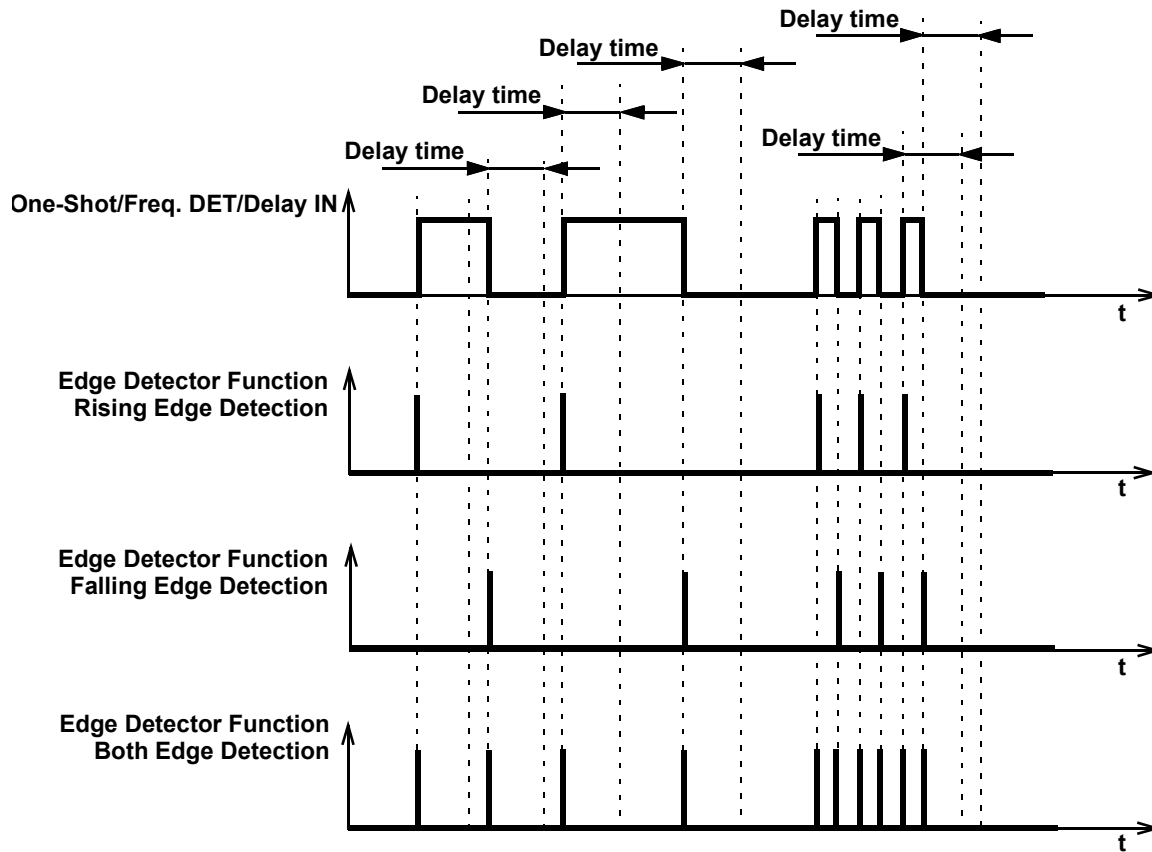 Delay time
Delay time
Delay time
Delay time
Delay time
One-Shot/Freq. DET/Delay IN
t
Edge Detector Function
Rising Edge Detection
t
Edge Detector Function
Falling Edge Detection
t
Edge Detector Function
Both Edge Detection
t